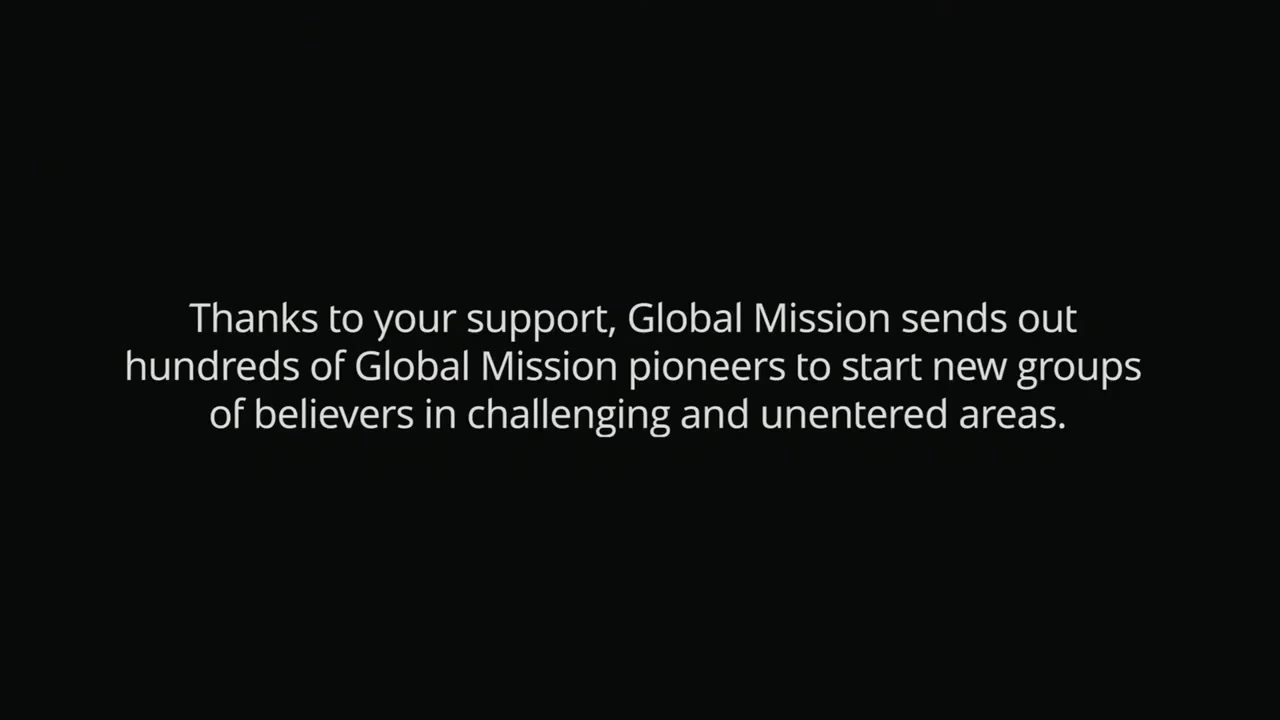 Thanks to your support, Global Mission sends out
hundreds of Global Mission pioneers to start new groups
of believers in challenging and unentered areas.